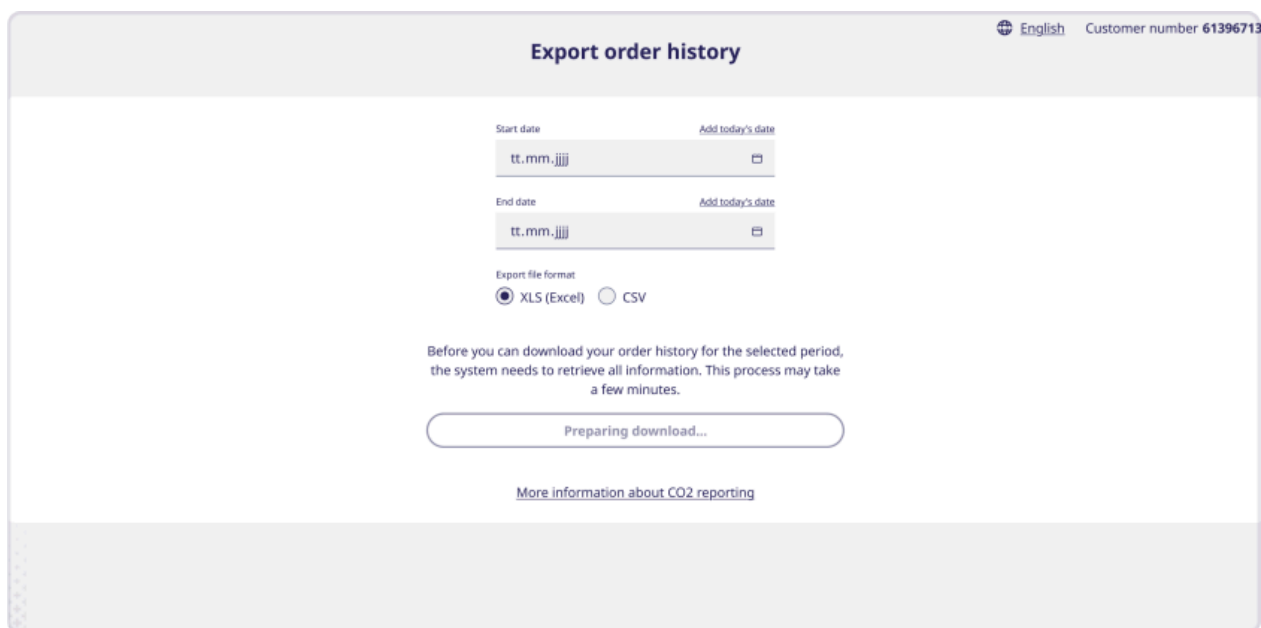 English Customer number 61396713
Export order history
Start date Add today's date
tt.mm.jjjj
End date Add today's date
tt.mm.jjjj
Export file format
XLS (Excel) CSV
Before you can download your order history for the selected period,
the system needs to retrieve all information. This process may take
a few minutes.
Preparing download...
More information about CO2 reporting